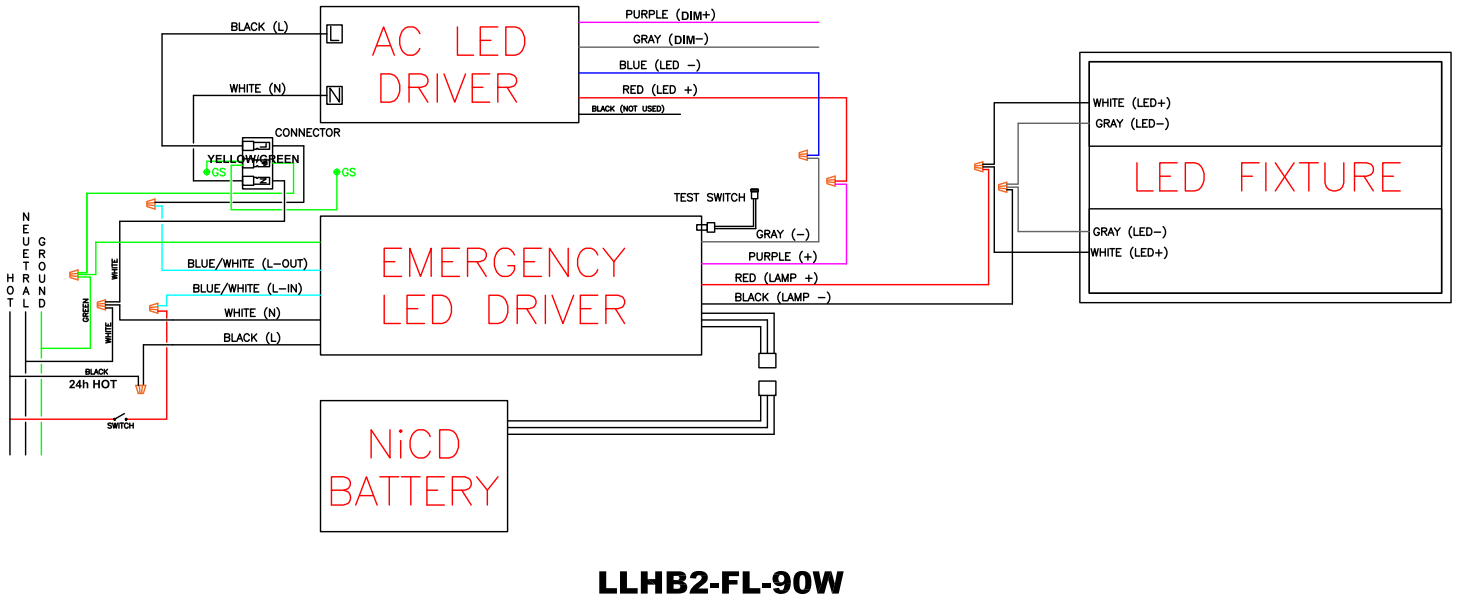 BLACK (L)
L
AC LED
DRIVER
WHITE (N)
N
PURPLE (DIM+)
GRAY (DIM-)
BLUE (LED -)
RED (LED +)
BLACK (NOT USED)
CONNECTOR
L
YELLOW/GREEN
N
GS
GS
WHITE (LED+)
GRAY (LED-)
LED FIXTURE
GRAY (LED-)
WHITE (LED+)
TEST SWITCH
HOT
NEUETRAL
GROUND
GREEN
WHITE
WHITE
BLUE/WHITE (L-OUT)
BLUE/WHITE (L-IN)
WHITE (N)
BLACK (L)
EMERGENCY
LED DRIVER
GRAY (-)
PURPLE (+)
RED (LAMP +)
BLACK (LAMP -)
BLACK
24h HOT
SWITCH
NiCD
BATTERY
LLHB2-FL-90W